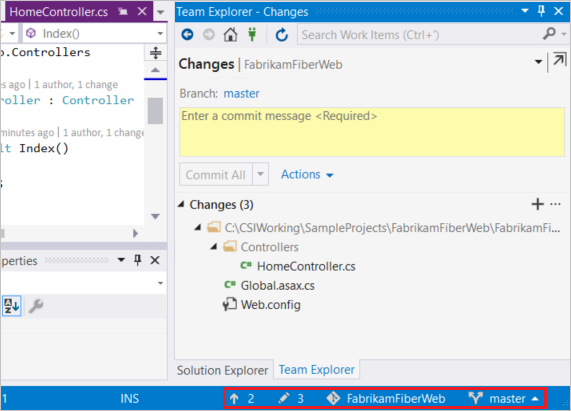 HomeController.cs
Index()
o.Controllers
es ago | 1 author, 1 change
roller : Controller
minutes ago | 1 author, 1 change
lt Index()
operties
Team Explorer - Changes
Search Work Items (Ctrl+')
Changes | FabrikamFiberWeb
Branch: master
Enter a commit message <Required>
Commit All Actions
Changes (3)
C:\CSIWorking\SampleProjects\FabrikamFiberWeb\FabrikamFi...
Controllers
C# HomeController.cs
C# Global.asax.cs
Web.config
Solution Explorer Team Explorer
1 INS 2 3 FabrikamFiberWeb master